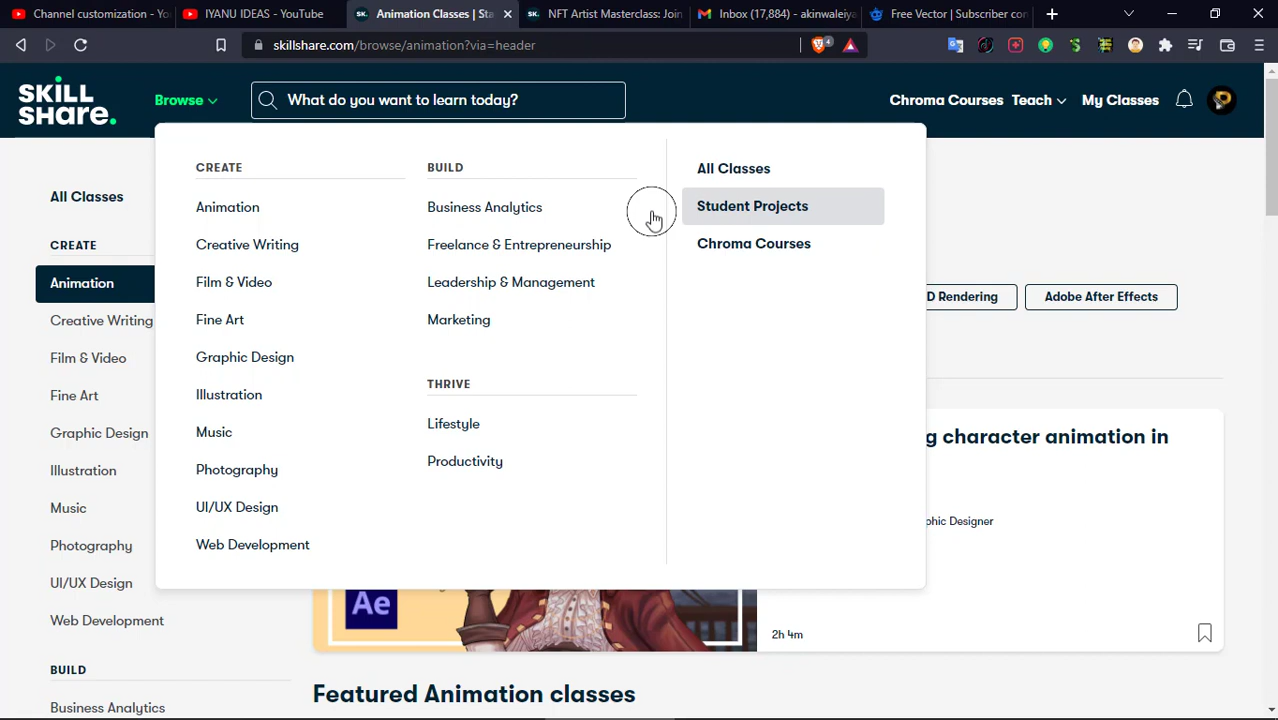 Channel customization - Yo
IYANU IDEAS - YouTube
Animation Classes | Sta
NFT Artist Masterclass: Join
Inbox (17,884) - akinwaleiya
Free Vector | Subscriber con
skillshare.com/browse/animation?via=header
4
SKILL
SHARE.
Browse
What do you want to learn today?
Chroma Courses
Teach
My Classes
All Classes
CREATE
Animation
Creative Writing
Film & Video
Fine Art
Graphic Design
Illustration
Music
Photography
UI/UX Design
Web Development
BUILD
Business Analytics
CREATE
Animation
Creative Writing
Film & Video
Fine Art
Graphic Design
Illustration
Music
Photography
UI/UX Design
Web Development
BUILD
Business Analytics
Freelance & Entrepreneurship
Leadership & Management
Marketing
THRIVE
Lifestyle
Productivity
All Classes
Student Projects
Chroma Courses
D Rendering
Adobe After Effects
g character animation in
phic Designer
Ae
2h 4m
Featured Animation classes